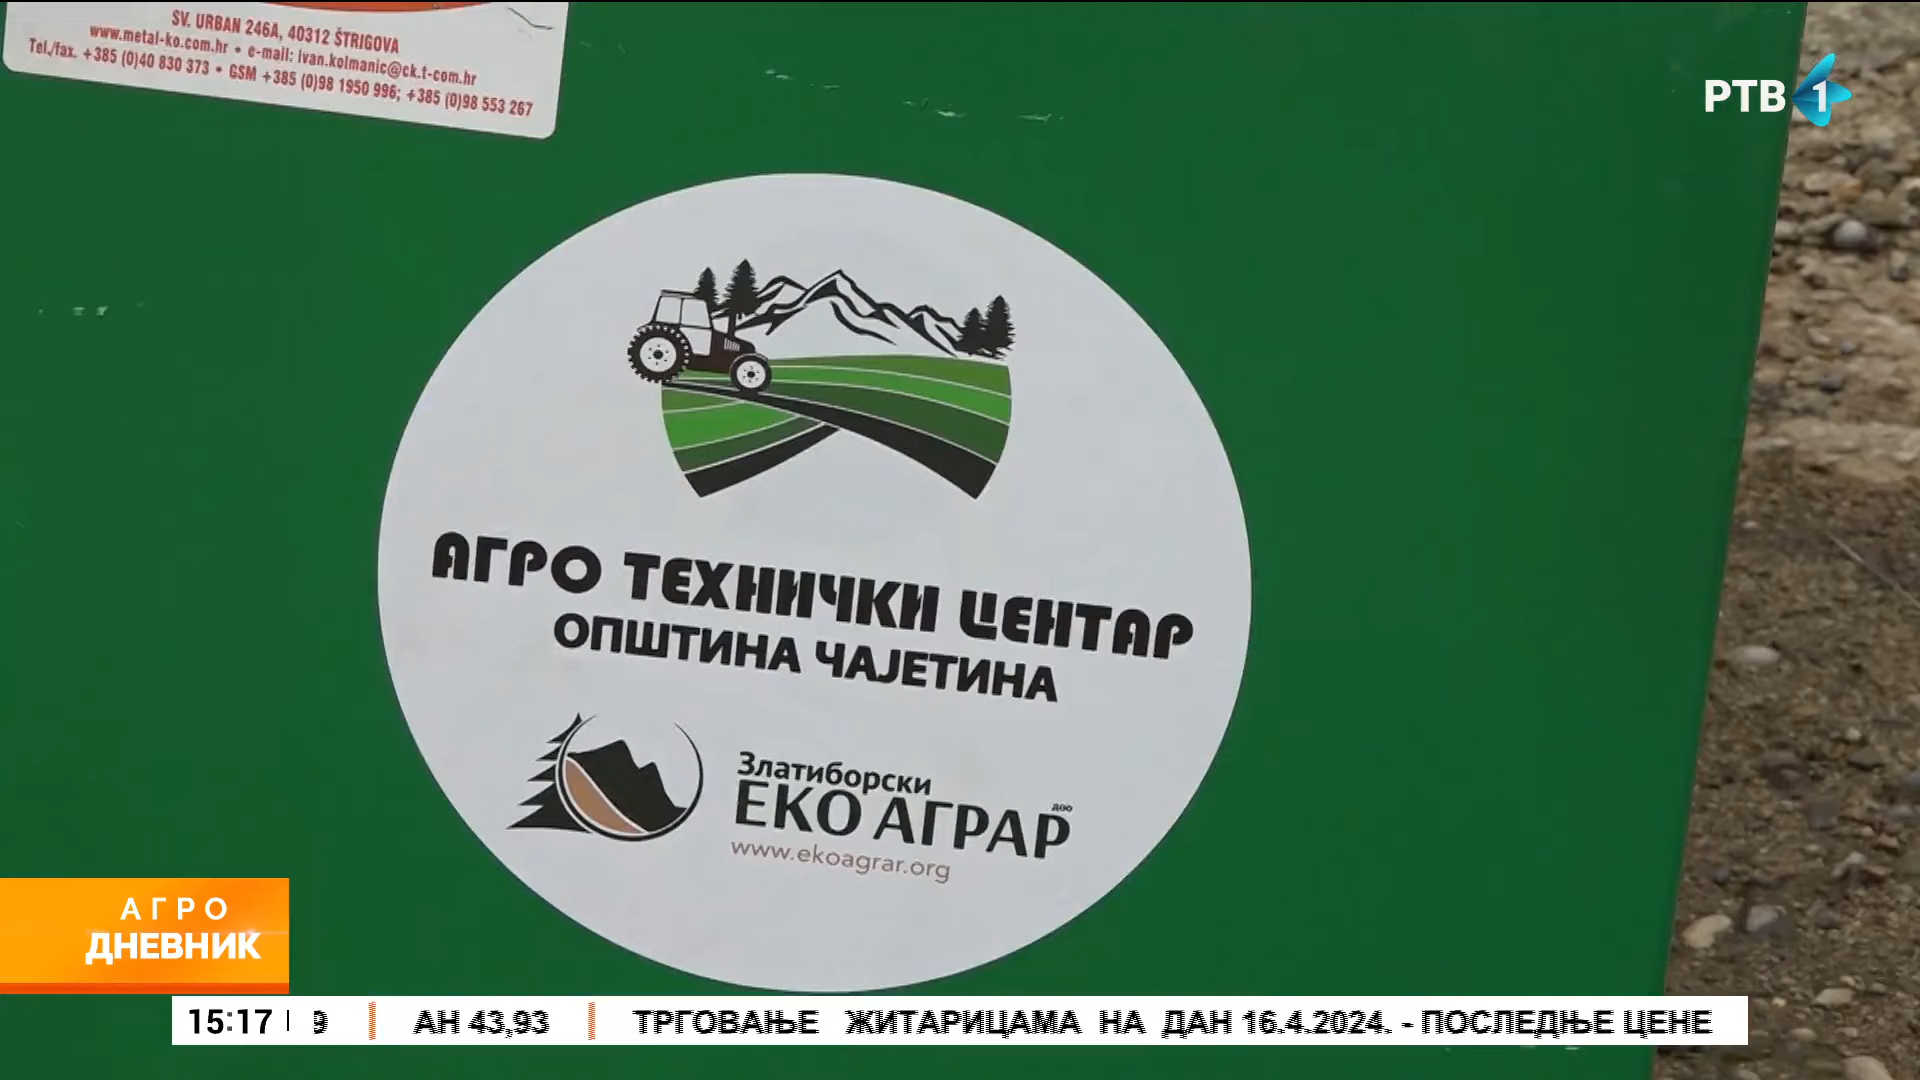 SV. URBAN 246A, 40312 ŠTRIGOVA
www.metal-ko.com.hr • e-mail: ivan.kolmanic@ck.t-com.hr
Tel./fax. +385 (0)40 830 373 • GSM +385 (0)98 1950 996; +385 (0)98 553 267
РТВ 1
АГРО ТЕХНИЧКИ ЦЕНТАР
ОПШТИНА ЧАЈЕТИНА
Златиборски
ЕКО АГРАР доо
www.ekoagrar.org
АГРО
ДНЕВНИК
15:17 9 | АН 43,93 | ТРГОВАЊЕ ЖИТАРИЦАМА НА ДАН 16.4.2024. - ПОСЛЕДЊЕ ЦЕНЕ